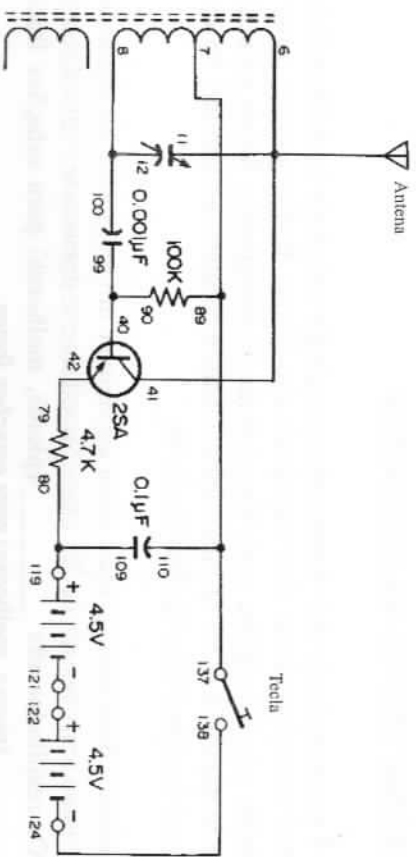 Antena
6
7
8
11
12
0.001µF
100
99
100K
89
90
40
41
42
2SA
79
80
4.7K
0.1µF
110
109
Tecla
137
138
119
+
4.5V
-
121
122
+
4.5V
-
124